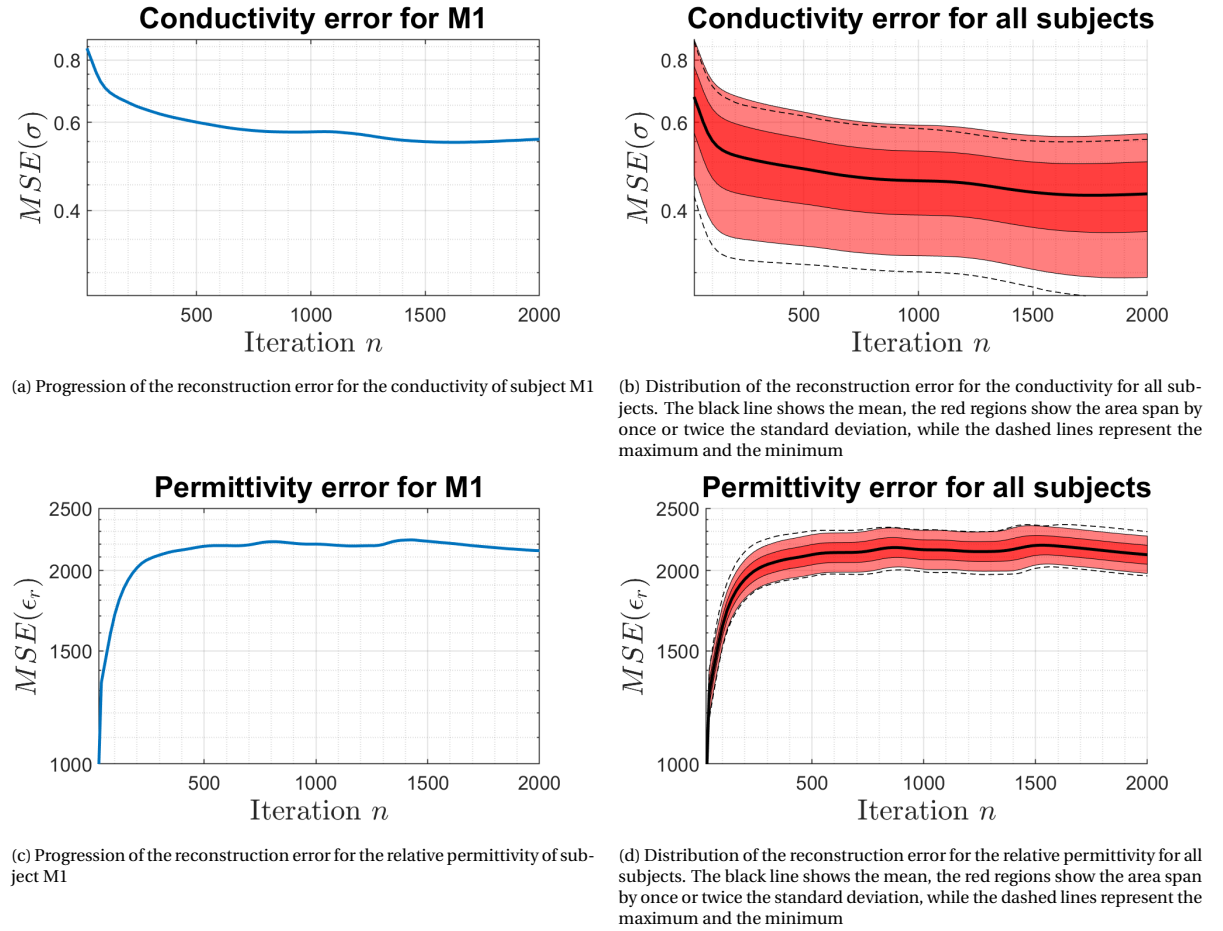 Conductivity error for M1
0.8
0.6
0.4
MSE(σ)
500
1000
1500
2000
Iteration n
(a) Progression of the reconstruction error for the conductivity of subject M1
Conductivity error for all subjects
0.8
0.6
0.4
MSE(σ)
500
1000
1500
2000
Iteration n
(b) Distribution of the reconstruction error for the conductivity for all sub-
jects. The black line shows the mean, the red regions show the area span by
once or twice the standard deviation, while the dashed lines represent the
maximum and the minimum
Permittivity error for M1
2500
2000
1500
1000
MSE(ϵr)
500
1000
1500
2000
Iteration n
(c) Progression of the reconstruction error for the relative permittivity of sub-
ject M1
Permittivity error for all subjects
2500
2000
1500
1000
MSE(ϵr)
500
1000
1500
2000
Iteration n
(d) Distribution of the reconstruction error for the relative permittivity for all
subjects. The black line shows the mean, the red regions show the area span
by once or twice the standard deviation, while the dashed lines represent the
maximum and the minimum